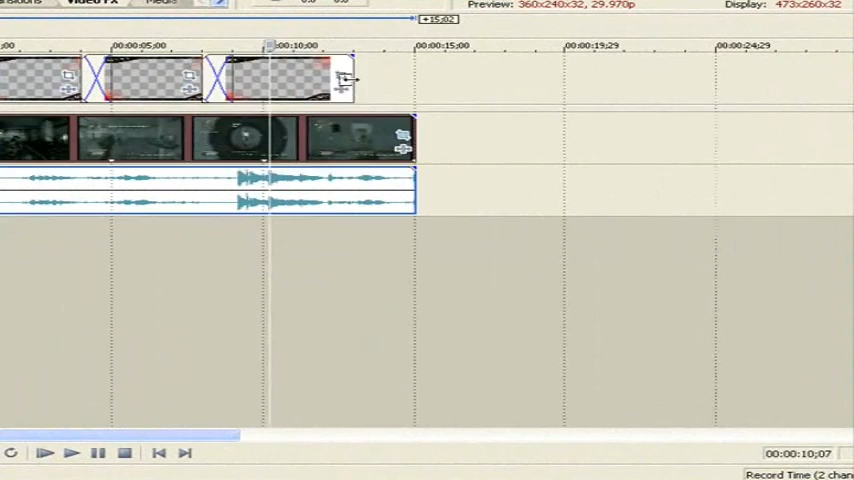 Video FX Media
Preview: 360x240x32, 29.970p Display: 473x260x32
+15;02
;00 00:00:05;00 00:00:10;00 00:00:15;00 00:00:19;29 00:00:24;29
00:00:10;07
Record Time (2 chan